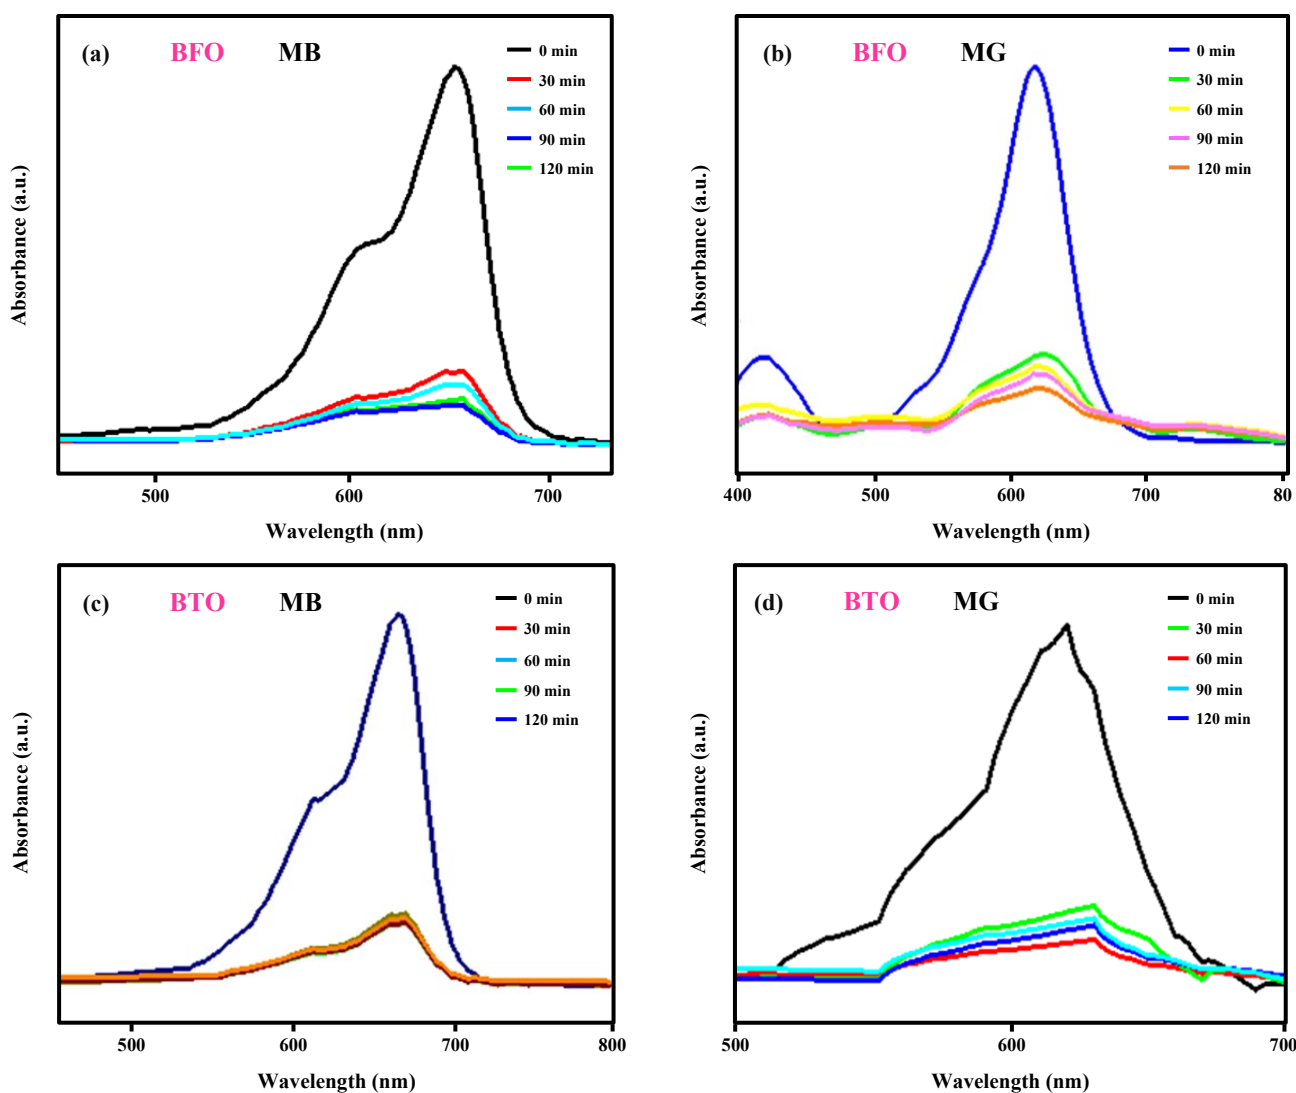 (a) BFO MB
0 min
30 min
60 min
90 min
120 min
Absorbance (a.u.)
500 600 700
Wavelength (nm)
(b) BFO MG
0 min
30 min
60 min
90 min
120 min
Absorbance (a.u.)
400 500 600 700 80
Wavelength (nm)
(c) BTO MB
0 min
30 min
60 min
90 min
120 min
Absorbance (a.u.)
500 600 700 800
Wavelength (nm)
(d) BTO MG
0 min
30 min
60 min
90 min
120 min
Absorbance (a.u.)
500 600 700
Wavelength (nm)